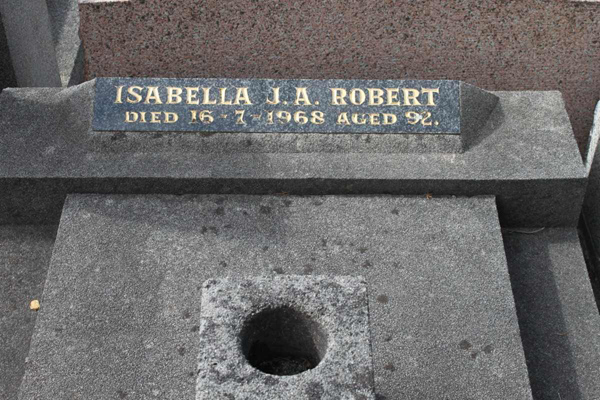 ISABELLA J.A. ROBERT
DIED 16-7-1968 AGED 92.